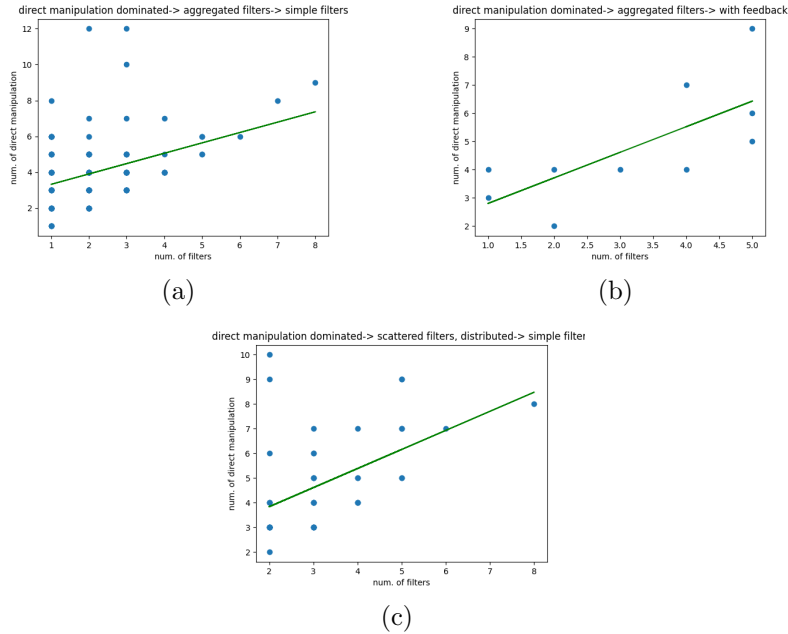 direct manipulation dominated-> aggregated filters-> simple filters
num. of direct manipulation
12
10
8
6
4
2
1 2 3 4 5 6 7 8
num. of filters
(a)
direct manipulation dominated-> aggregated filters-> with feedback
num. of direct manipulation
9
8
7
6
5
4
3
2
1.0 1.5 2.0 2.5 3.0 3.5 4.0 4.5 5.0
num. of filters
(b)
direct manipulation dominated-> scattered filters, distributed-> simple filter
num. of direct manipulation
10
9
8
7
6
5
4
3
2
2 3 4 5 6 7 8
num. of filters
(c)